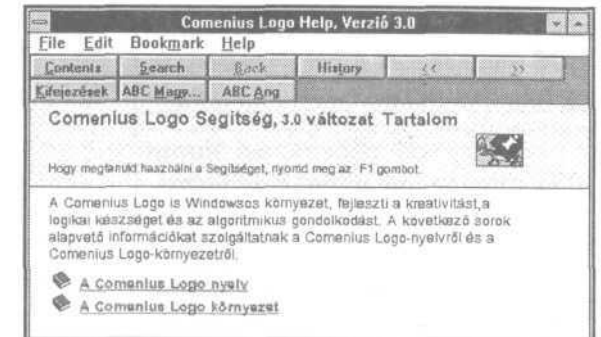 Comenius Logo Help, Verzió 3.0
File Edit Bookmark Help
Contents Search Back History << >>
Kifejezések ABC Magy... ABC Ang
Comenius Logo Segítség, 3.0 változat Tartalom
Hogy megtanuld használni a Segítséget, nyomd meg az F1 gombot.
A Comenius Logo is Windowsos környezet, fejleszti a kreativitást,a
logikai készséget és az algoritmikus gondolkodást. A következő sorok
alapvető információkat szolgáltatnak a Comenius Logo-nyelvről és a
Comenius Logo-környezetről.
A Comenius Logo nyelv
A Comenius Logo környezet